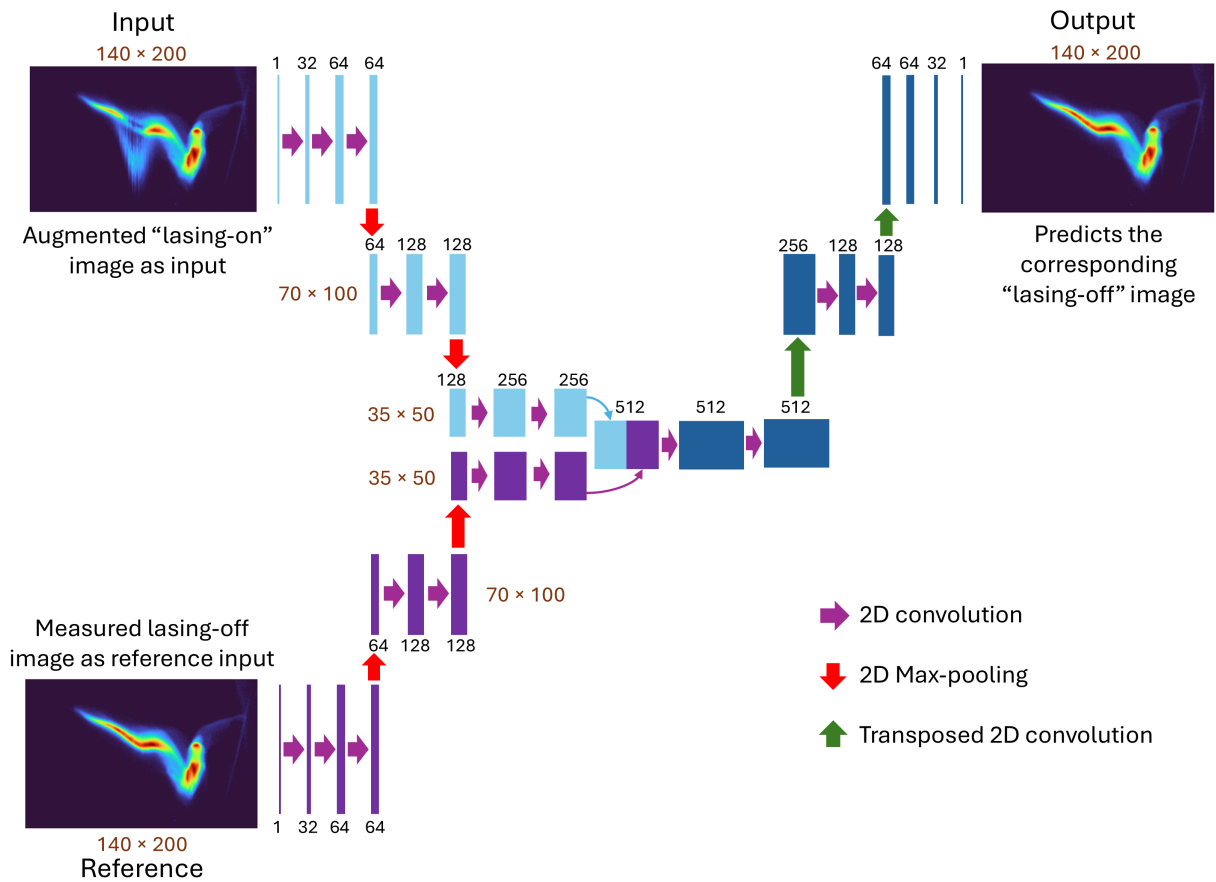 Input
140 × 200
1 32 64 64
Augmented “lasing-on”
image as input
Output
140 × 200
64 64 32 1
Predicts the
corresponding
“lasing-off” image
64 128 128
70 × 100
256 128 128
128 256 256
35 × 50
512 512 512
35 × 50
70 × 100
64 128 128
Measured lasing-off
image as reference input
1 32 64 64
140 × 200
Reference
2D convolution
2D Max-pooling
Transposed 2D convolution